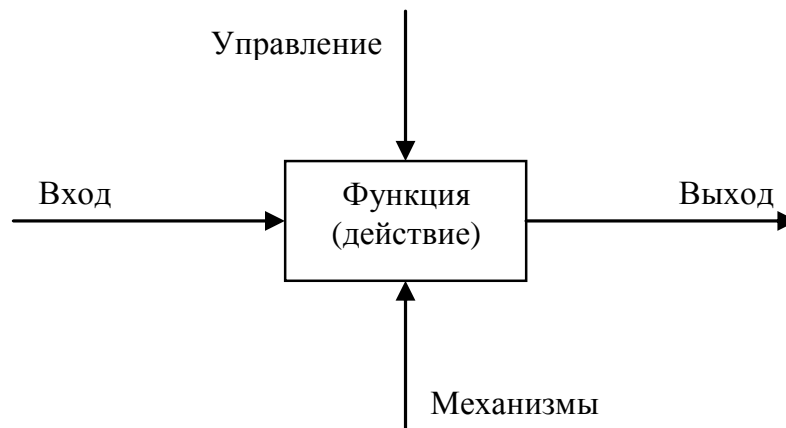 Управление
Вход
Функция
(действие)
Выход
Механизмы